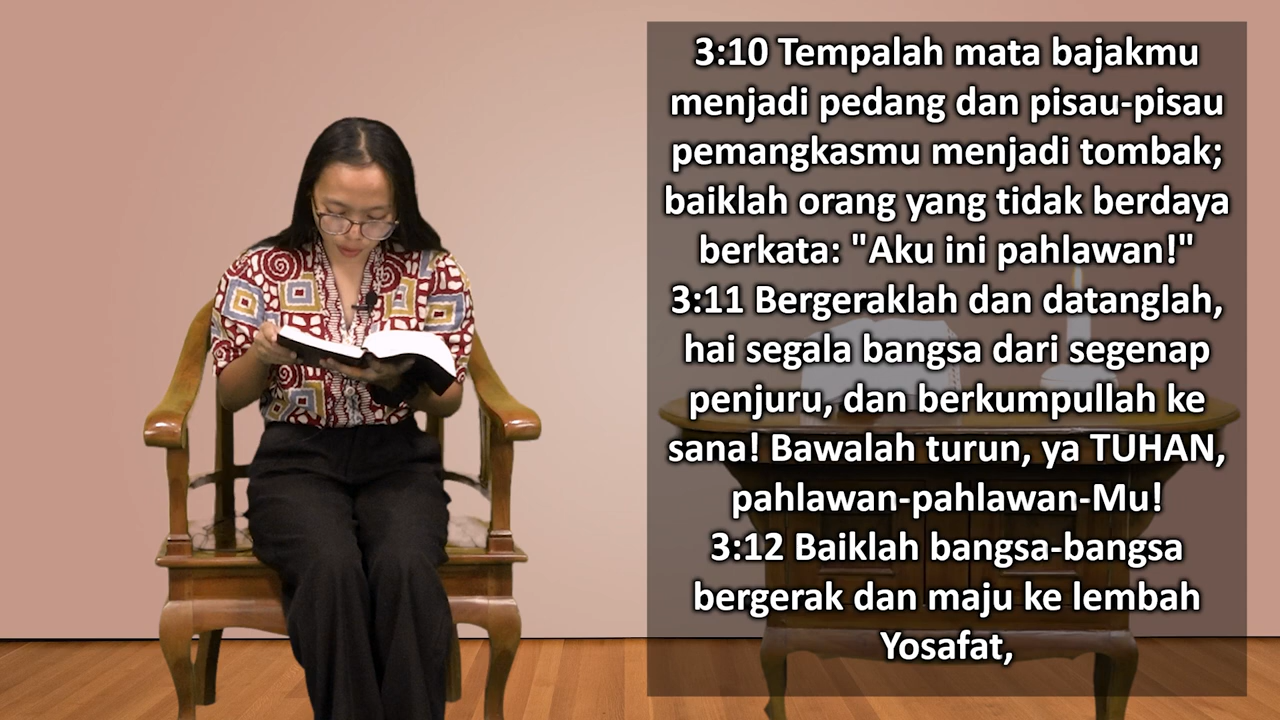 3:10 Tempalah mata bajakmu
menjadi pedang dan pisau-pisau
pemangkasmu menjadi tombak;
baiklah orang yang tidak berdaya
berkata: "Aku ini pahlawan!"
3:11 Bergeraklah dan datanglah,
hai segala bangsa dari segenap
penjuru, dan berkumpullah ke
sana! Bawalah turun, ya TUHAN,
pahlawan-pahlawan-Mu!
3:12 Baiklah bangsa-bangsa
bergerak dan maju ke lembah
Yosafat,